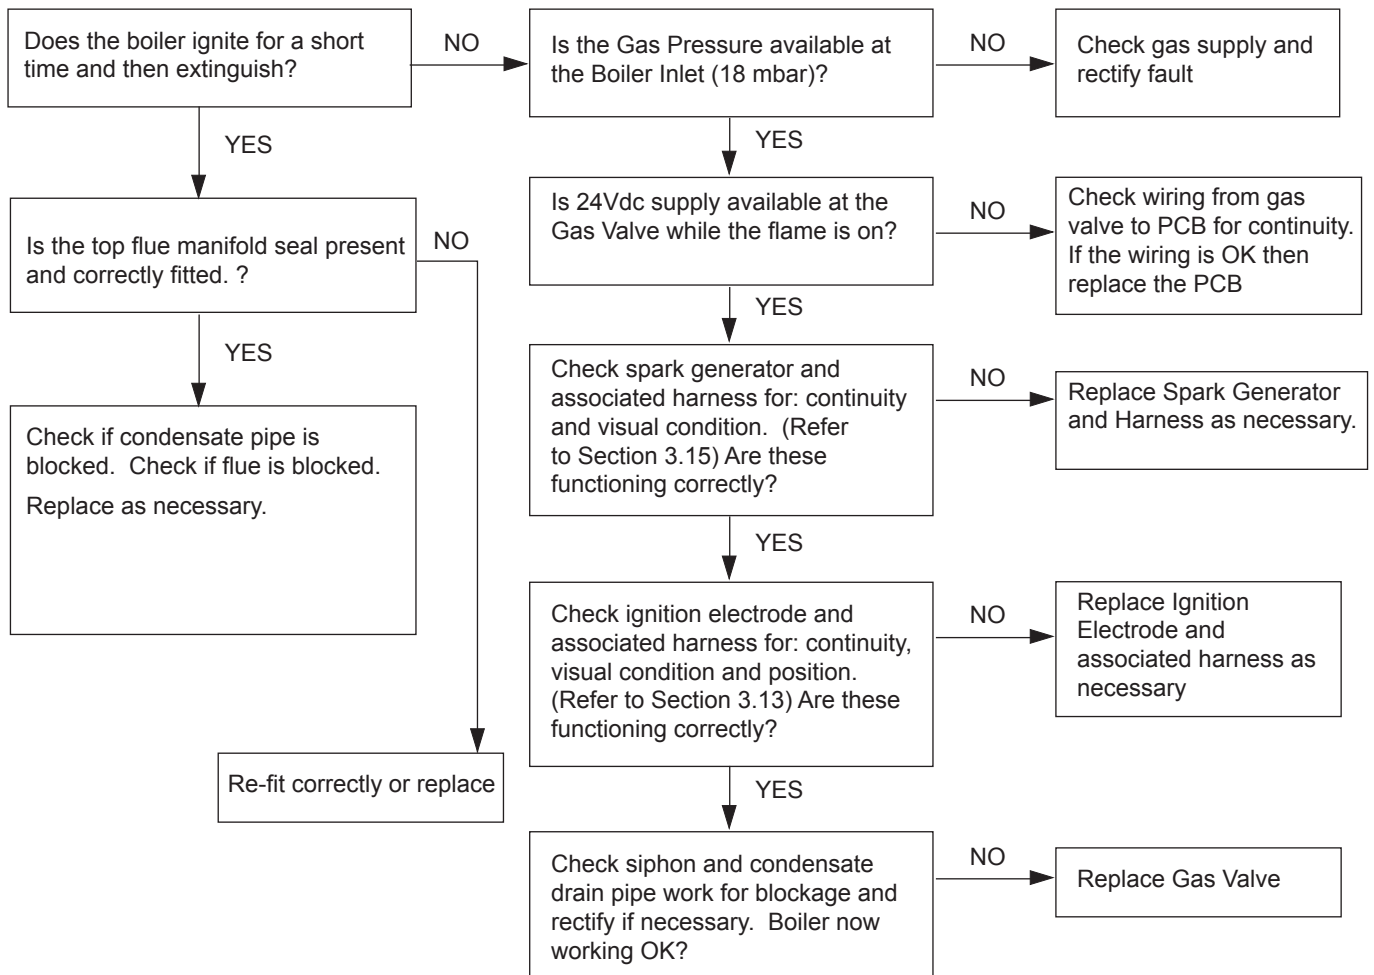 Does the boiler ignite for a short
time and then extinguish?
NO
Is the Gas Pressure available at
the Boiler Inlet (18 mbar)?
NO
Check gas supply and
rectify fault
YES
YES
Is the top flue manifold seal present
and correctly fitted. ?
NO
Is 24Vdc supply available at the
Gas Valve while the flame is on?
NO
Check wiring from gas
valve to PCB for continuity.
If the wiring is OK then
replace the PCB
YES
YES
Check if condensate pipe is
blocked.  Check if flue is blocked.
Replace as necessary.
Check spark generator and
associated harness for: continuity
and visual condition.  (Refer
to Section 3.15) Are these
functioning correctly?
NO
Replace Spark Generator
and Harness as necessary.
YES
Check ignition electrode and
associated harness for: continuity,
visual condition and position.
(Refer to Section 3.13) Are these
functioning correctly?
NO
Replace Ignition
Electrode and
associated harness as
necessary
Re-fit correctly or replace
YES
Check siphon and condensate
drain pipe work for blockage and
rectify if necessary.  Boiler now
working OK?
NO
Replace Gas Valve